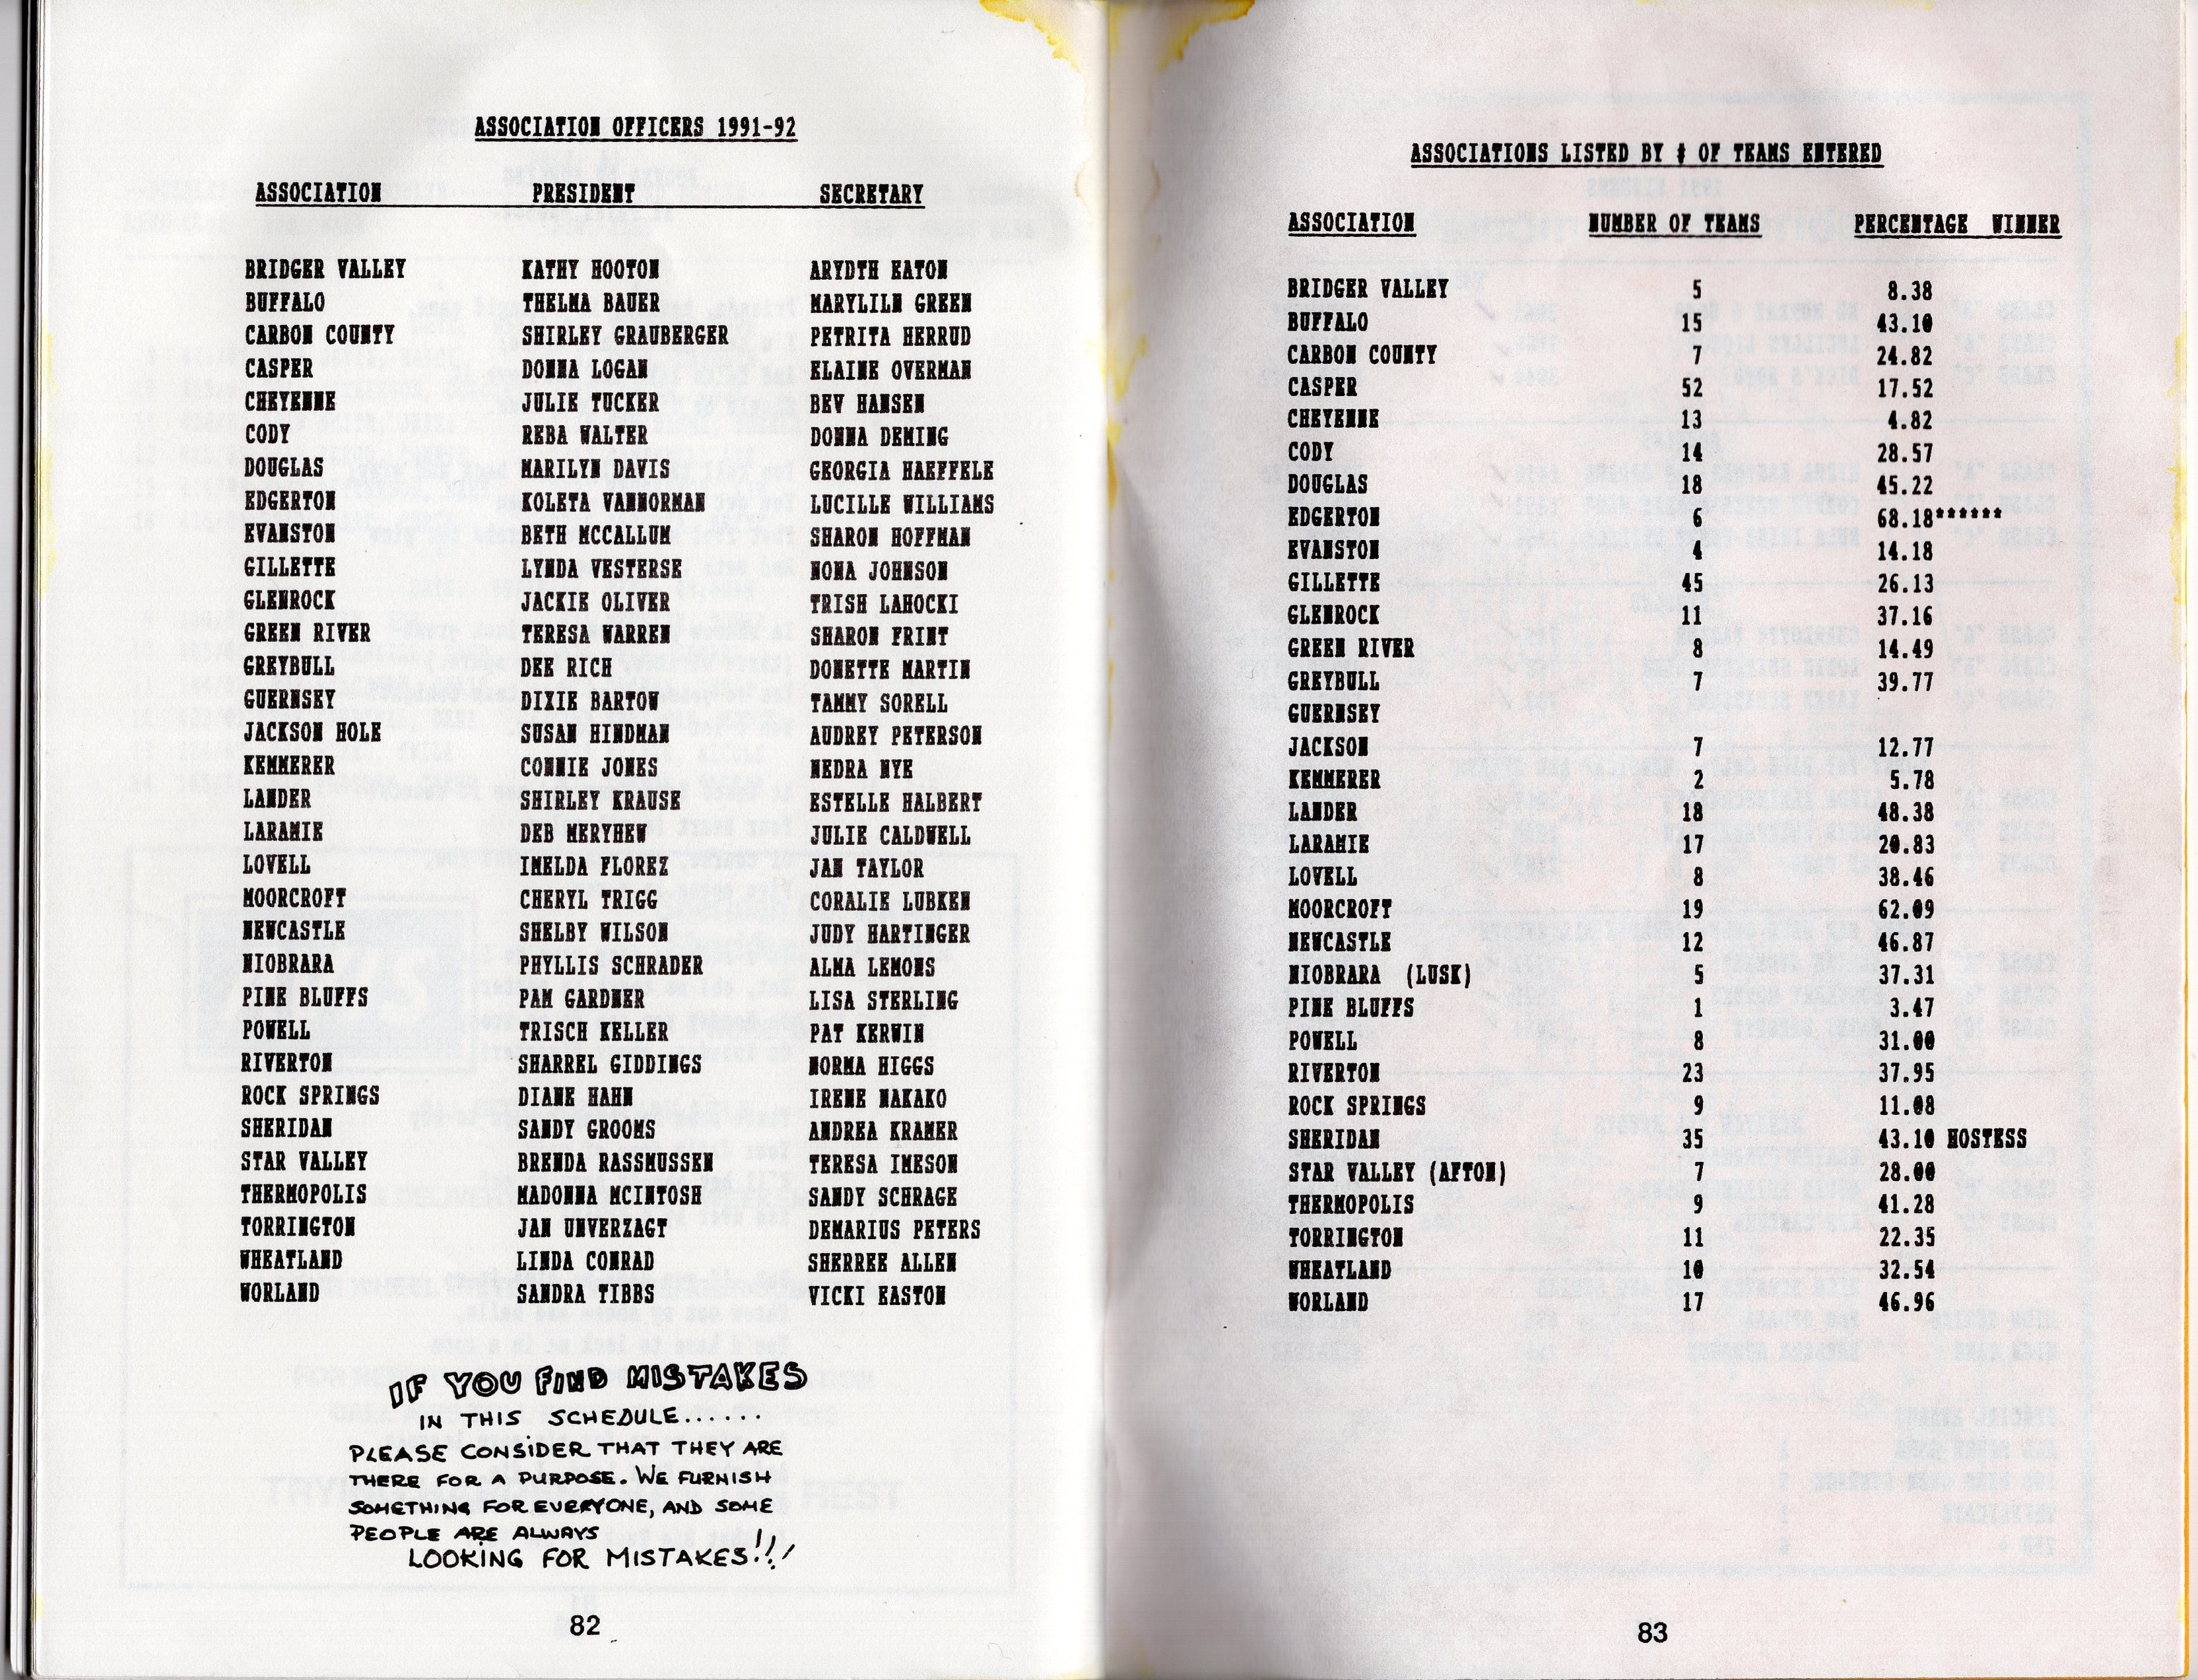 ASSOCIATION OFFICERS 1991-92
ASSOCIATION PRESIDENT SECRETARY
BRIDGER VALLEY KATHY HOOTON ARYDTH EATON
BUFFALO THELMA BAUER MARYLILN GREEN
CARBON COUNTY SHIRLEY GRAUBERGER PETRITA HERRUD
CASPER DONNA LOGAN ELAINE OVERMAN
CHEYENNE JULIE TUCKER BEV HANSEN
CODY REBA WALTER DONNA DEMING
DOUGLAS MARILYN DAVIS GEORGIA HAEFFELE
EDGERTON KOLETA VANNORMAN LUCILLE WILLIAMS
EVANSTON BETH MCCALLUM SHARON HOFFMAN
GILLETTE LYNDA VESTERSE NONA JOHNSON
GLENROCK JACKIE OLIVER TRISH LAHOCKI
GREEN RIVER TERESA WARREN SHARON PRINT
GREYBULL DEE RICH DONETTE MARTIN
GUERNSEY DIXIE BARTOW TAMMY SORELL
JACKSON HOLE SUSAN HINDMAN AUDREY PETERSON
KEMMERER CONNIE JONES NEDRA NYE
LANDER SHIRLEY KRAUSE ESTELLE HALBERT
LARAMIE DEB MERYHEW JULIE CALDWELL
LOVELL IMELDA FLOREZ JAN TAYLOR
MOORCROFT CHERYL TRIGG CORALIE LUBKEN
NEWCASTLE SHELBY WILSON JUDY HARTINGER
NIOBRARA PHYLLIS SCHRADER ALMA LEMONS
PINE BLUFFS PAM GARDNER LISA STERLING
POWELL TRISCH KELLER PAT KERWIN
RIVERTON SHARREL GIDDINGS NORMA HIGGS
ROCK SPRINGS DIANE HAHN IRENE NAKAKO
SHERIDAN SANDY GROOMS ANDREA KRAMER
STAR VALLEY BRENDA RASSMUSSEN TERESA IMESON
THERMOPOLIS MADONNA MCINTOSH SANDY SCHRAGE
TORRINGTON JAN UNVERZAGT DEMARIUS PETERS
WHEATLAND LINDA CONRAD SHERREE ALLEN
WORLAND SANDRA TIBBS VICKI EASTON
IF YOU FIND MISTAKES
IN THIS SCHEDULE......
PLEASE CONSIDER THAT THEY ARE
THERE FOR A PURPOSE. WE FURNISH
SOMETHING FOR EVERYONE, AND SOME
PEOPLE ARE ALWAYS
LOOKING FOR MISTAKES!!!
82
ASSOCIATIONS LISTED BY # OF TEAMS ENTERED
ASSOCIATION NUMBER OF TEAMS PERCENTAGE WINNER
BRIDGER VALLEY 5 8.38
BUFFALO 15 43.10
CARBON COUNTY 7 24.82
CASPER 52 17.52
CHEYENNE 13 4.82
CODY 14 28.57
DOUGLAS 18 45.22
EDGERTON 6 68.18******
EVANSTON 4 14.18
GILLETTE 45 26.13
GLENROCK 11 37.16
GREEN RIVER 8 14.49
GREYBULL 7 39.77
GUERNSEY
JACKSON 7 12.77
KEMMERER 2 5.78
LANDER 18 48.38
LARAMIE 17 20.83
LOVELL 8 38.46
MOORCROFT 19 62.09
NEWCASTLE 12 46.87
NIOBRARA (LUSK) 5 37.31
PINE BLUFFS 1 3.47
POWELL 8 31.00
RIVERTON 23 37.95
ROCK SPRINGS 9 11.08
SHERIDAN 35 43.10 HOSTESS
STAR VALLEY (AFTON) 7 28.00
THERMOPOLIS 9 41.28
TORRINGTON 11 22.35
WHEATLAND 10 32.54
WORLAND 17 46.96
83